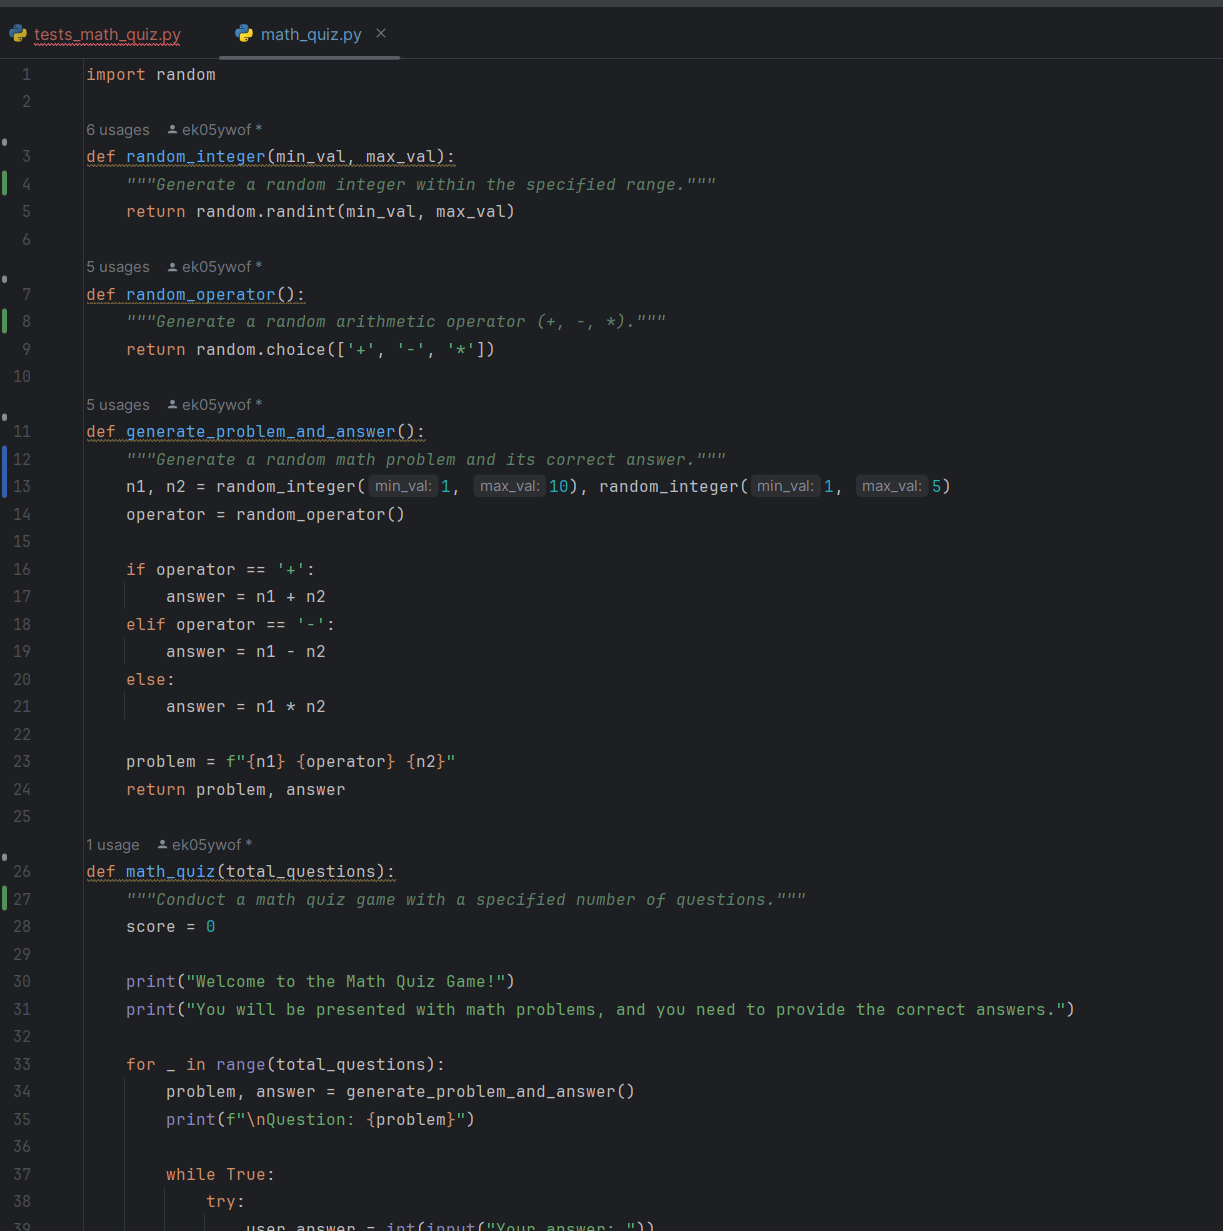 tests_math_quiz.py math_quiz.py
1 import random
2
6 usages ek05ywof *
3 def random_integer(min_val, max_val):
4 """Generate a random integer within the specified range."""
5 return random.randint(min_val, max_val)
6
5 usages ek05ywof *
7 def random_operator():
8 """Generate a random arithmetic operator (+, -, *)."""
9 return random.choice(['+', '-', '*'])
10
5 usages ek05ywof *
11 def generate_problem_and_answer():
12 """Generate a random math problem and its correct answer."""
13 n1, n2 = random_integer( min_val: 1, max_val: 10), random_integer( min_val: 1, max_val: 5)
14 operator = random_operator()
15
16 if operator == '+':
17 answer = n1 + n2
18 elif operator == '-':
19 answer = n1 - n2
20 else:
21 answer = n1 * n2
22
23 problem = f"{n1} {operator} {n2}"
24 return problem, answer
25
1 usage ek05ywof *
26 def math_quiz(total_questions):
27 """Conduct a math quiz game with a specified number of questions."""
28 score = 0
29
30 print("Welcome to the Math Quiz Game!")
31 print("You will be presented with math problems, and you need to provide the correct answers.")
32
33 for _ in range(total_questions):
34 problem, answer = generate_problem_and_answer()
35 print(f"\nQuestion: {problem}")
36
37 while True:
38 try:
39 user_answer = int(input("Your answer: "))